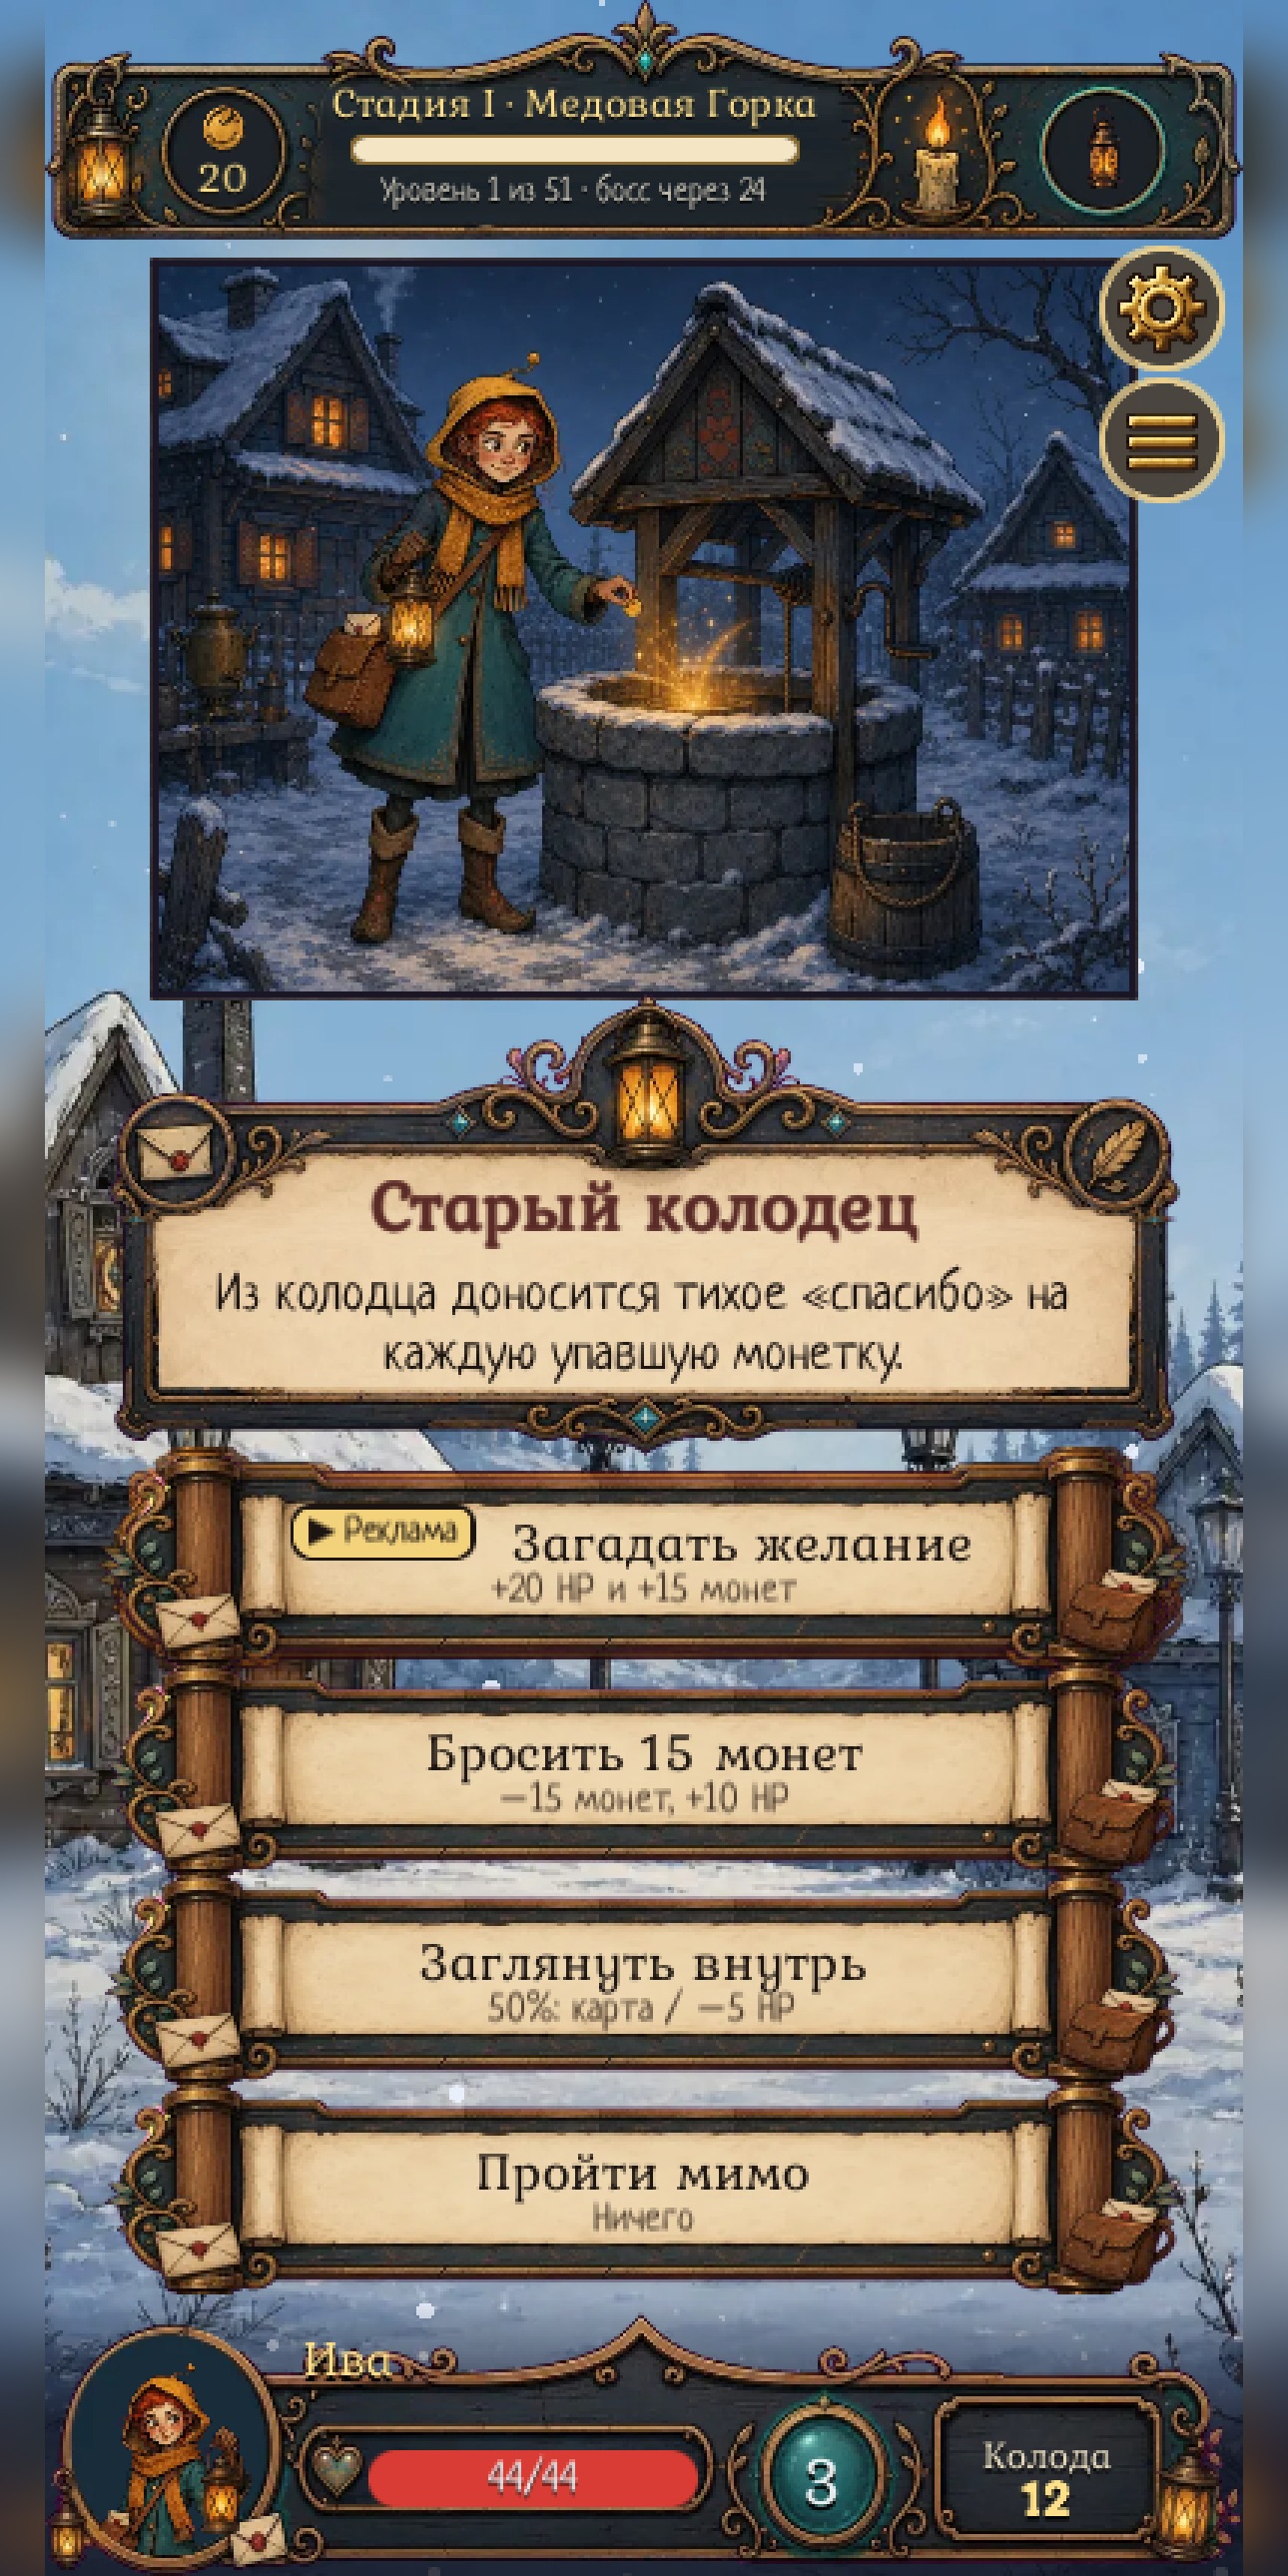 Стадия I · Медовая Горка
20
Уровень 1 из 51 · босс через 24
Старый колодец
Из колодца доносится тихое «спасибо» на
каждую упавшую монетку.
▶ Реклама Загадать желание
+20 HP и +15 монет
Бросить 15 монет
−15 монет, +10 HP
Заглянуть внутрь
50%: карта / −5 HP
Пройти мимо
Ничего
Ива
44/44
3
Колода
12